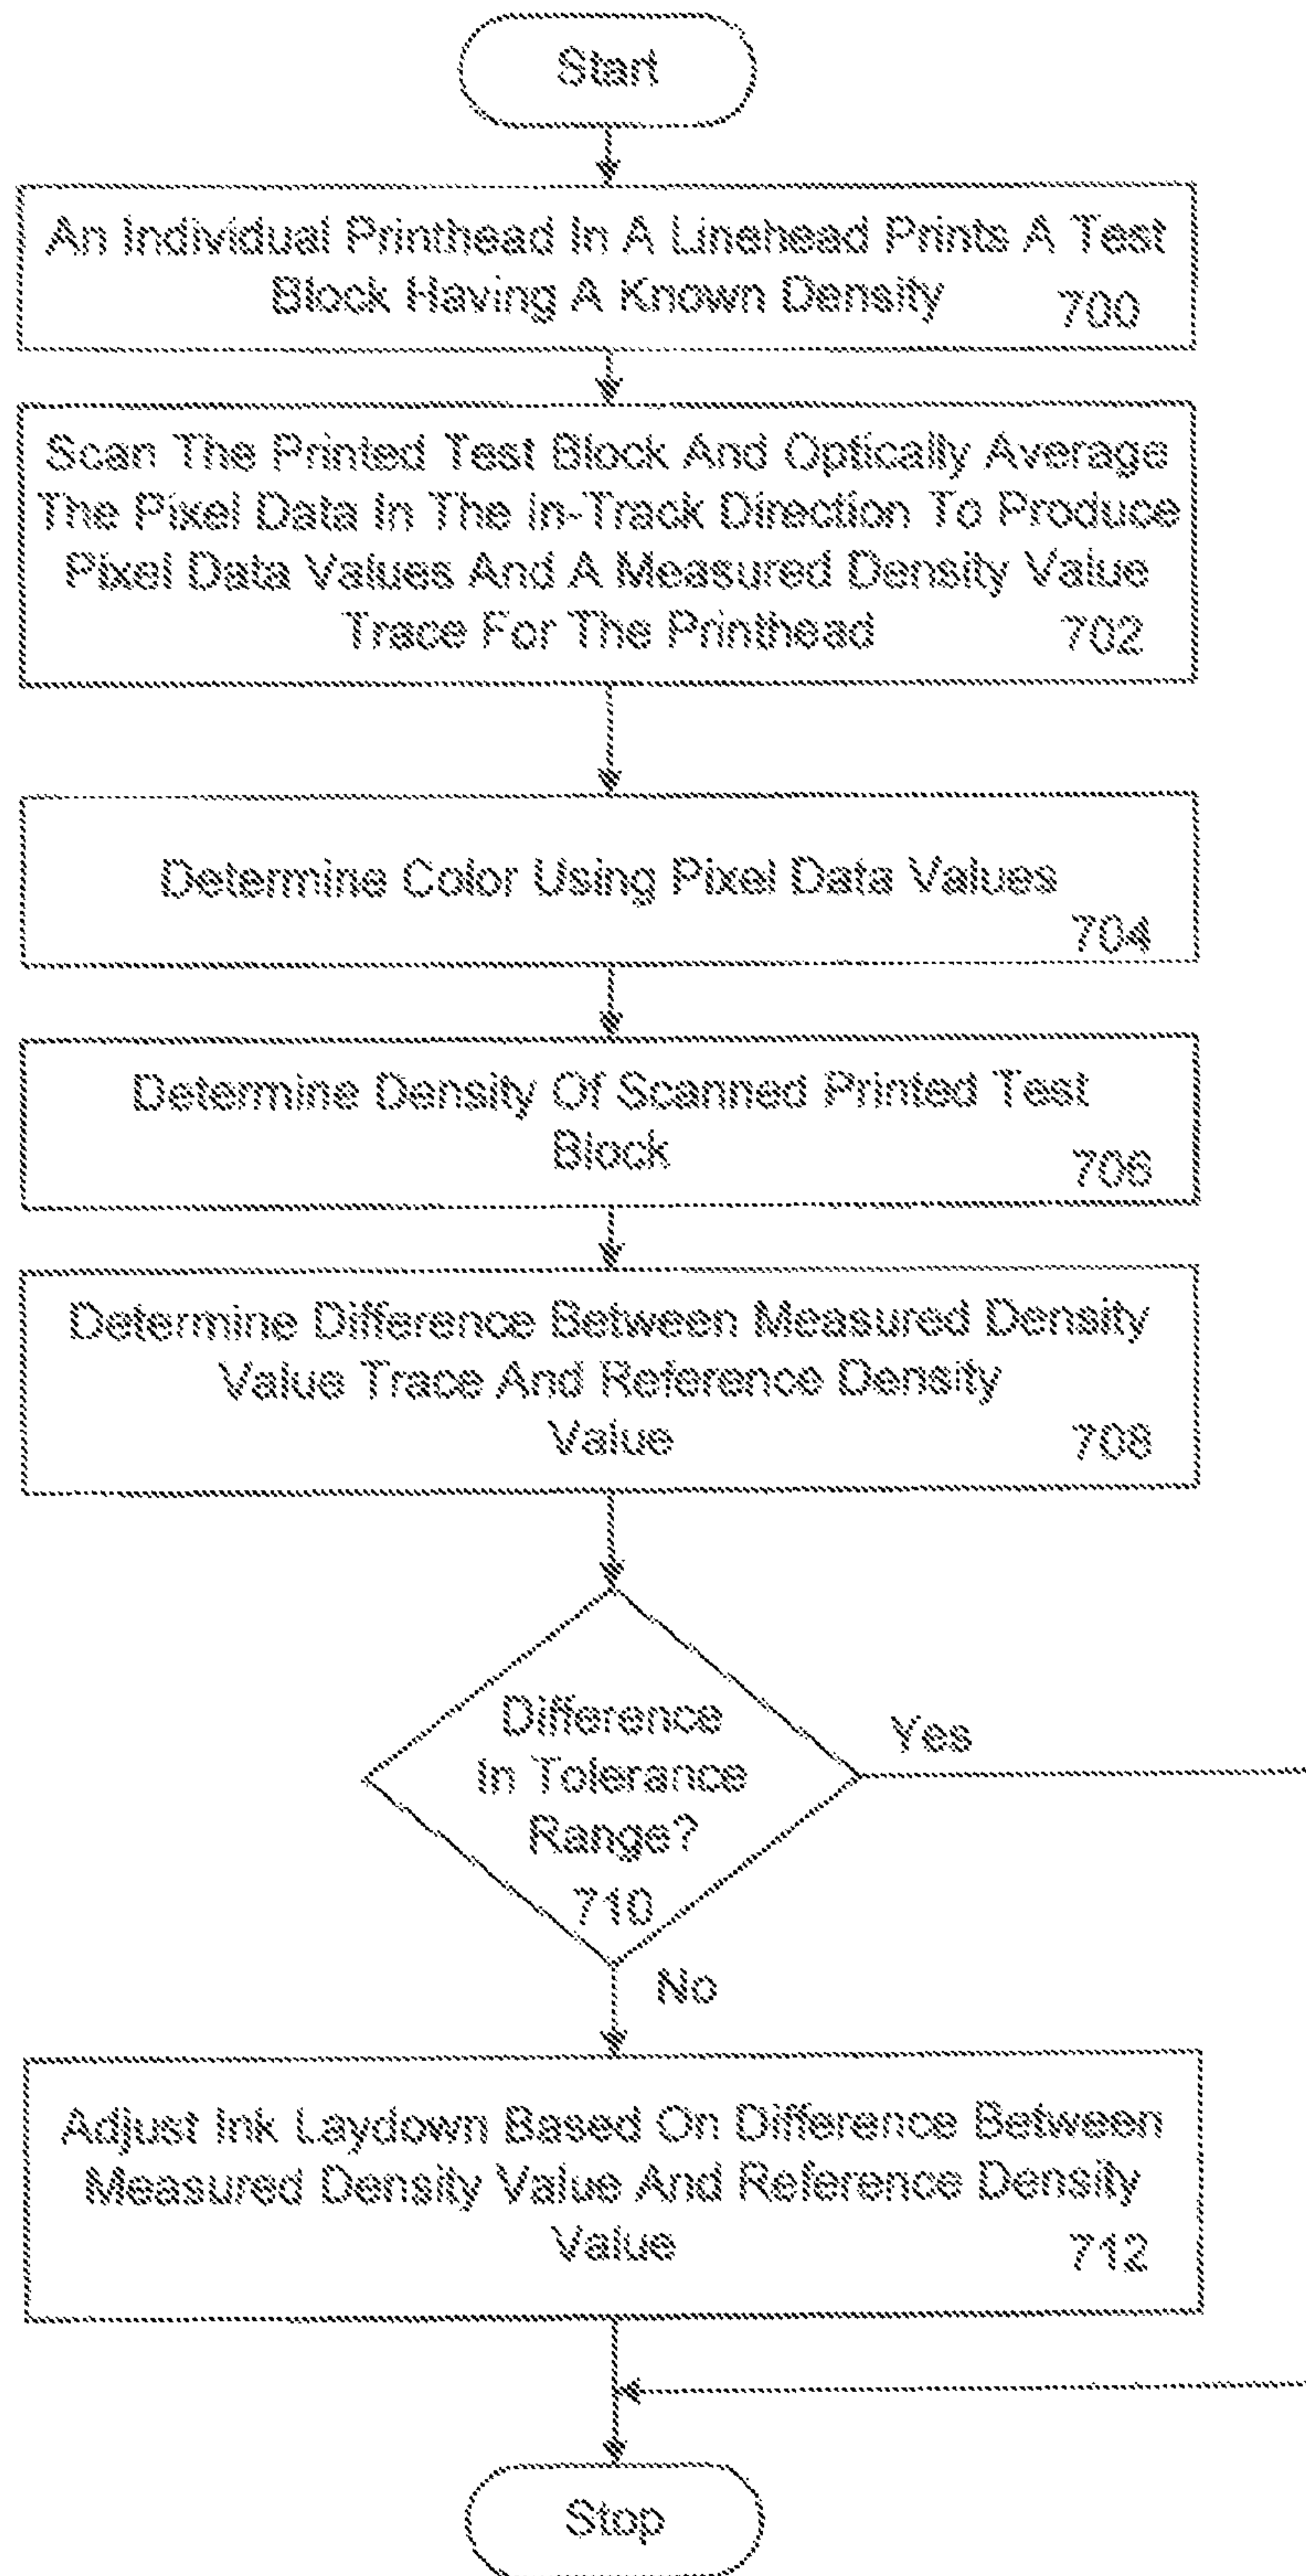 Start
An Individual Printhead In A Linehead Prints A Test
Block Having A Known Density
700
Scan The Printed Test Block And Optically Average
The Pixel Data In The In-Track Direction To Produce
Pixel Data Values And A Measured Density Value
Trace For The Printhead
702
Determine Color Using Pixel Data Values
704
Determine Density Of Scanned Printed Test
Block
706
Determine Difference Between Measured Density
Value Trace And Reference Density
Value
708
Difference
In Tolerance
Range?
710
Yes
No
Adjust Ink Laydown Based On Difference Between
Measured Density Value And Reference Density
Value
712
Stop